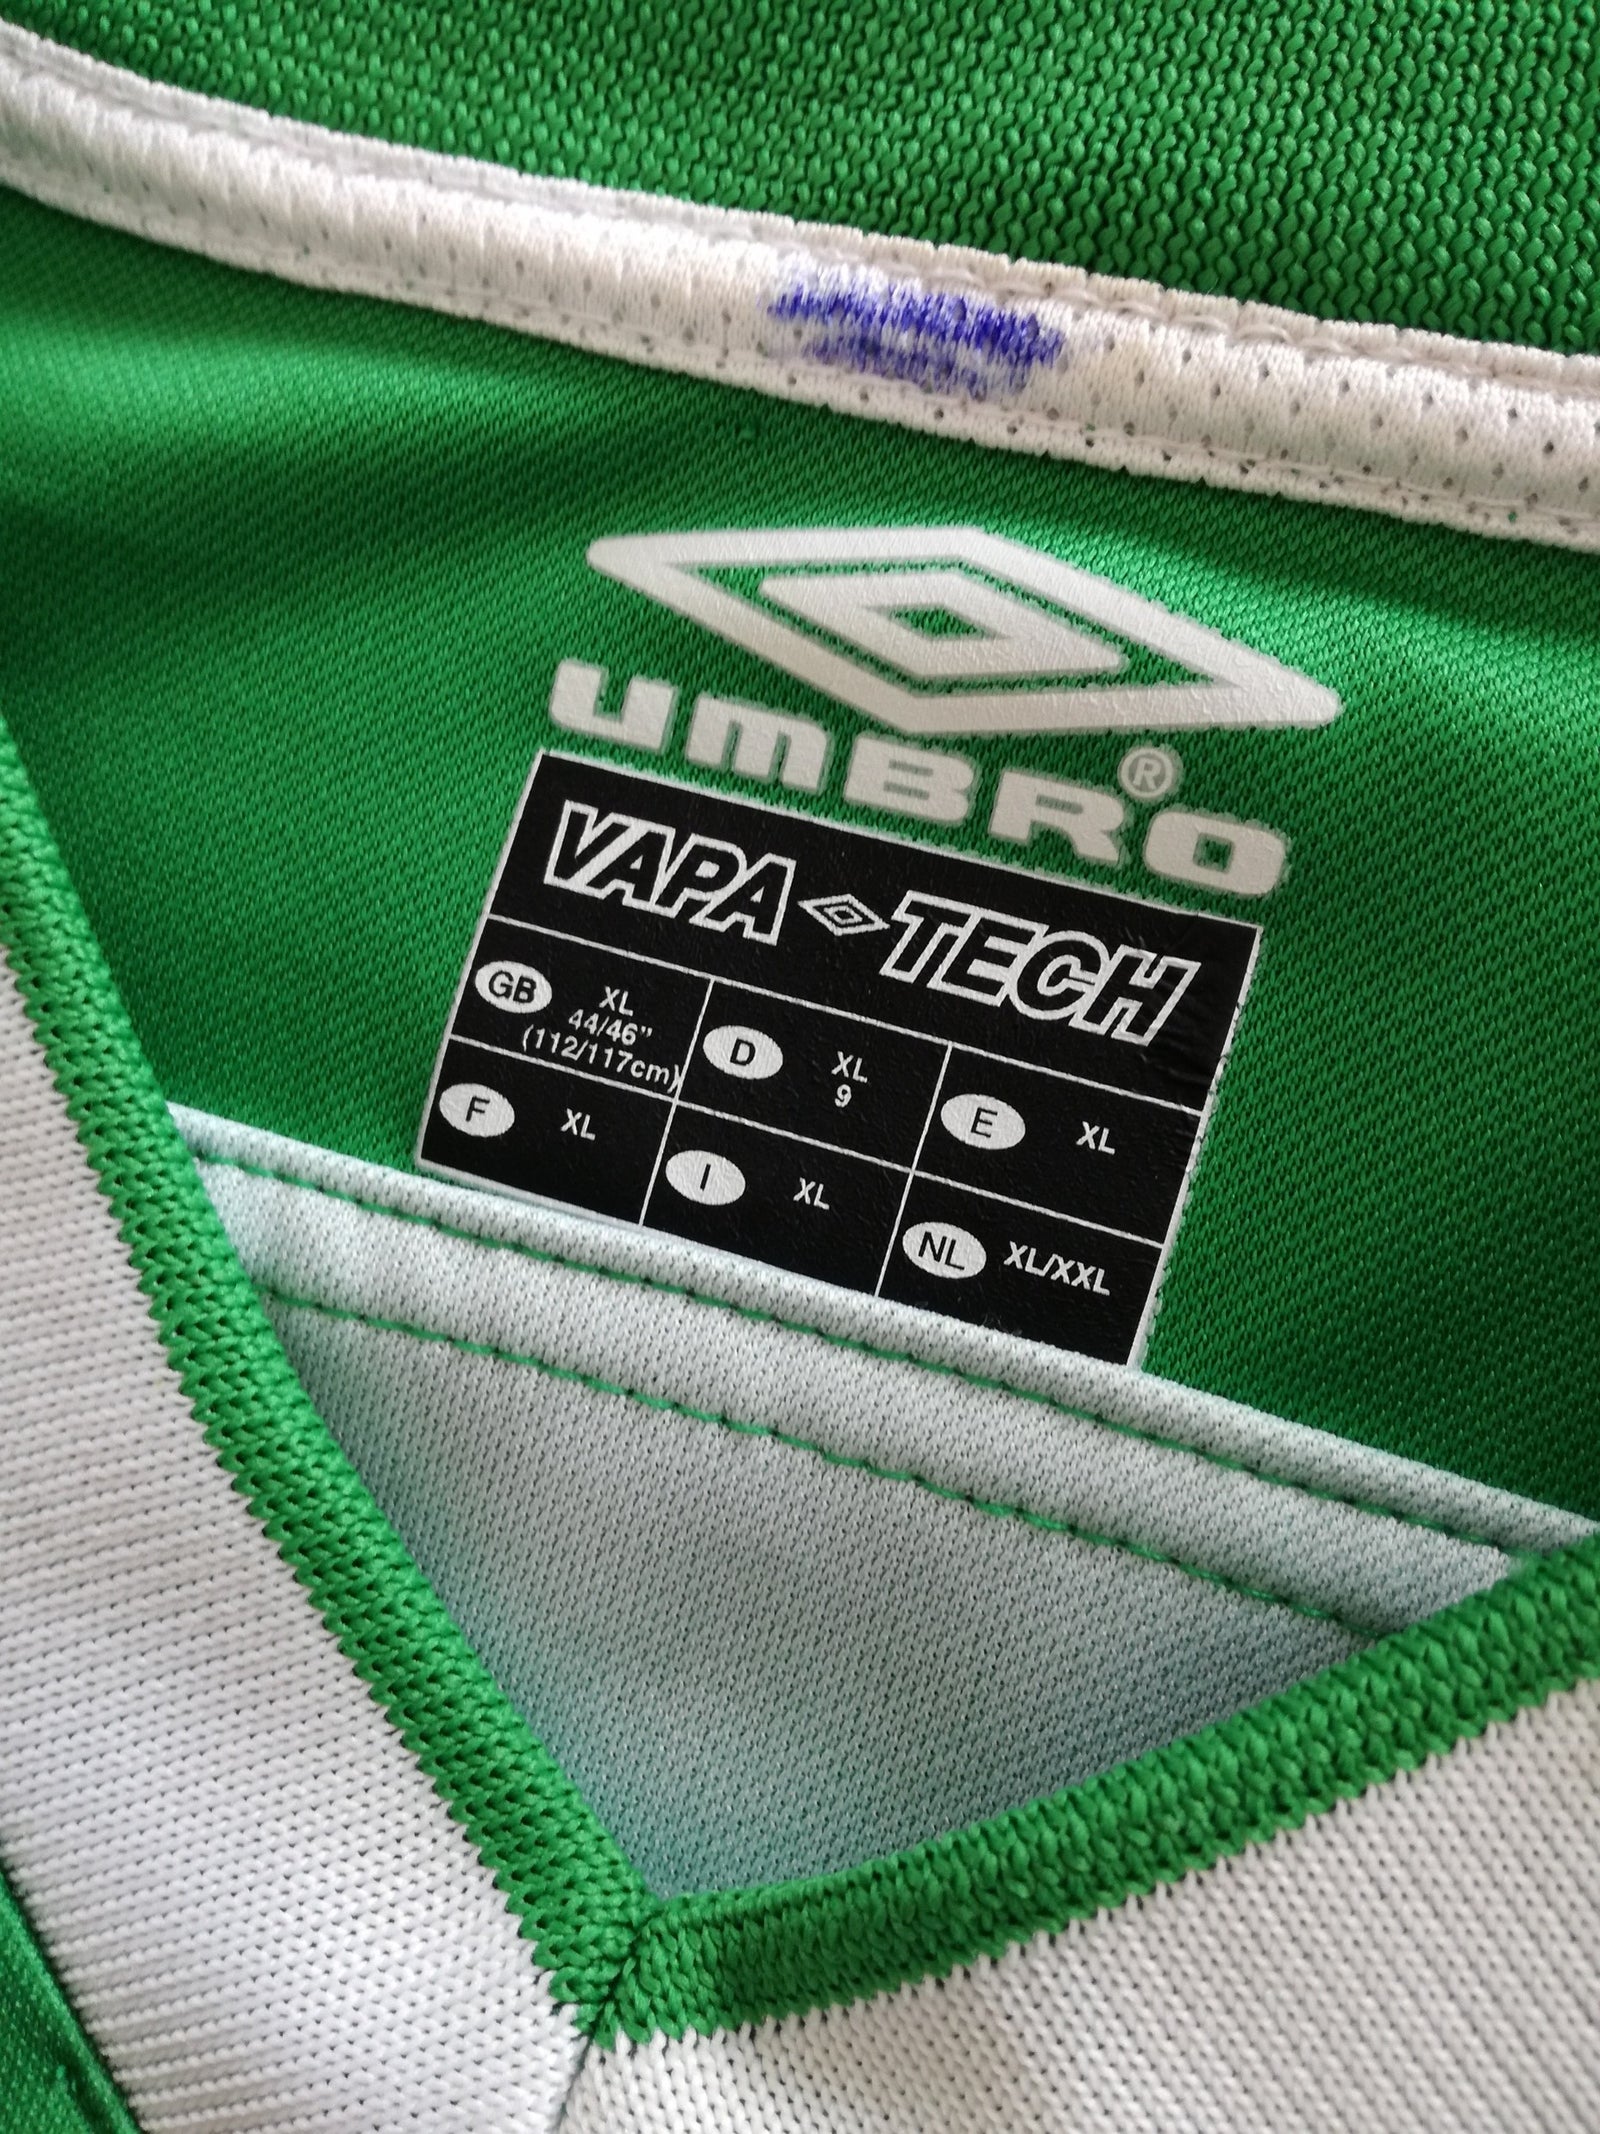 UMBRO®
VAPA TECH
GB XL
44/46"
(112/117cm)
D XL
9
E XL
F XL
I XL
NL XL/XXL